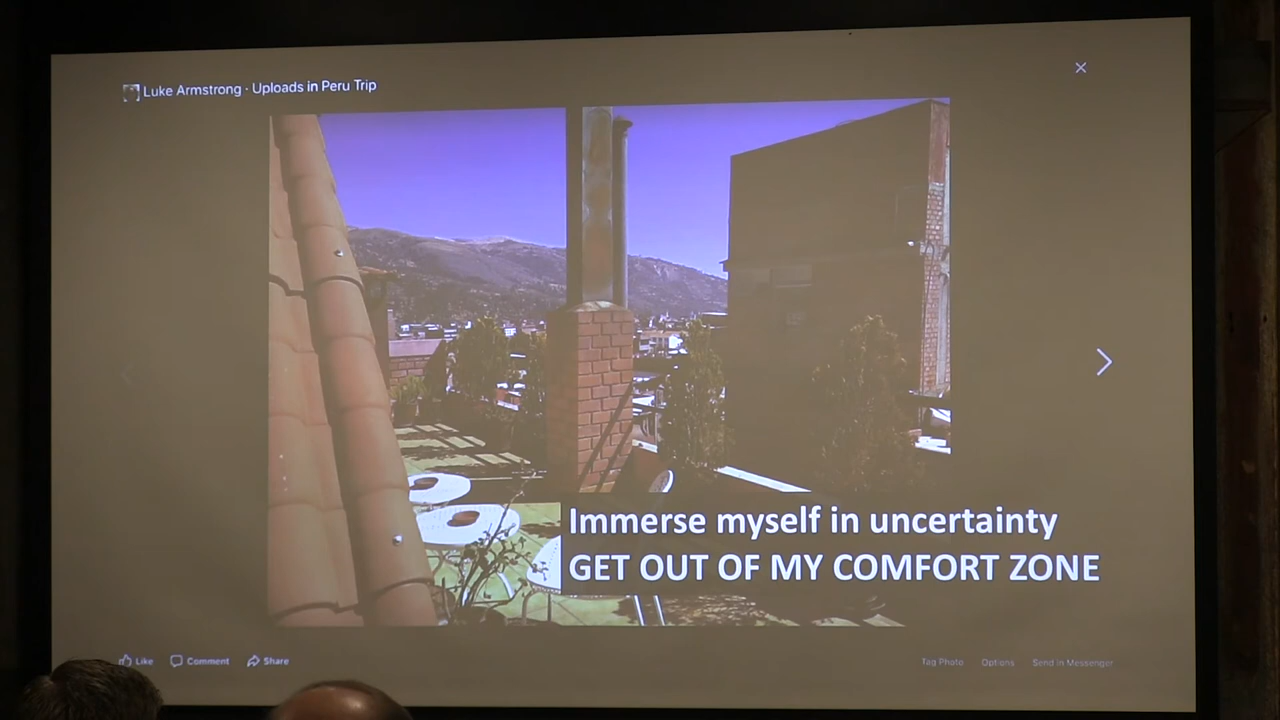 Luke Armstrong · Uploads in Peru Trip
Immerse myself in uncertainty
GET OUT OF MY COMFORT ZONE
Like Comment Share
Tag Photo Options Send in Messenger